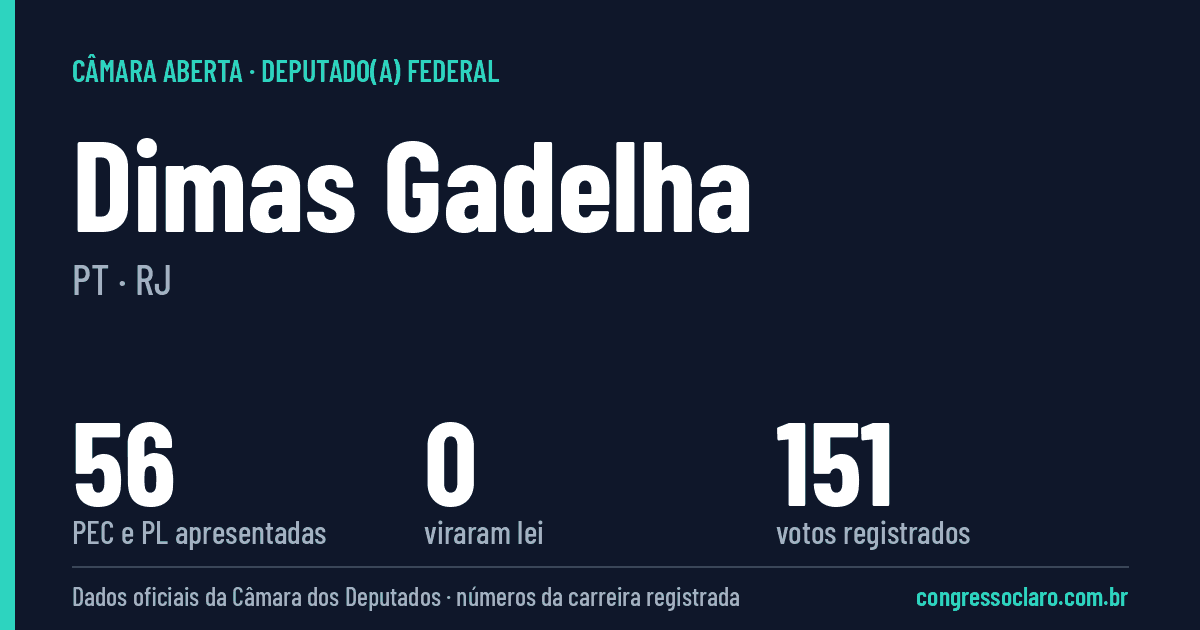 CÂMARA ABERTA · DEPUTADO(A) FEDERAL
Dimas Gadelha
PT · RJ
56 0 151
PEC e PL apresentadas viraram lei votos registrados
Dados oficiais da Câmara dos Deputados · números da carreira registrada congressoclaro.com.br